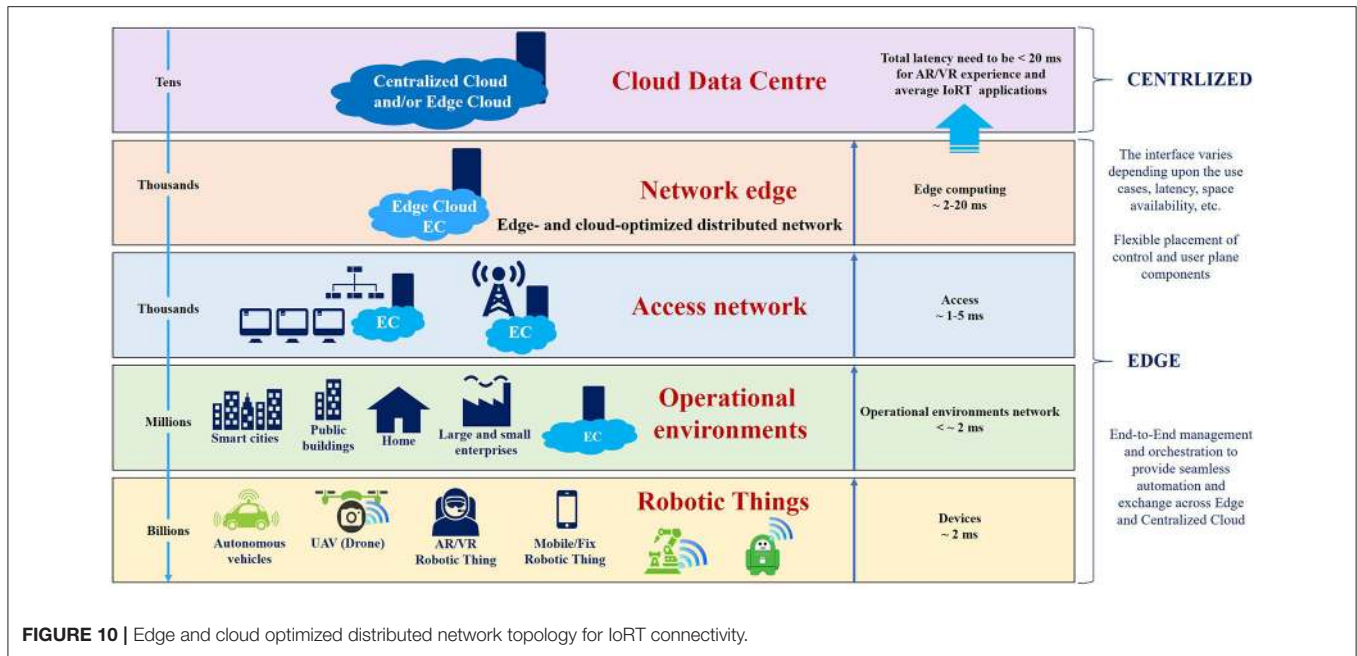 Tens
Centralized Cloud
and/or Edge Cloud
Cloud Data Centre
Total latency need to be < 20 ms
for AR/VR experience and
average IoRT applications
CENTRLIZED
Thousands
Edge Cloud
EC
Network edge
Edge- and cloud-optimized distributed network
Edge computing
~ 2-20 ms
The interface varies
depending upon the use
cases, latency, space
availability, etc.
Flexible placement of
control and user plane
components
Thousands
EC
EC
Access network
Access
~ 1-5 ms
EDGE
Millions
Smart cities
Public
buildings
Home
Large and small
enterprises
EC
Operational
environments
Operational environments network
< ~ 2 ms
End-to-End management
and orchestration to
provide seamless
automation and
exchange across Edge
and Centralized Cloud
Billions
Autonomous
vehicles
UAV (Drone)
AR/VR
Robotic Thing
Mobile/Fix
Robotic Thing
Robotic Things
Devices
~ 2 ms
FIGURE 10 | Edge and cloud optimized distributed network topology for IoRT connectivity.